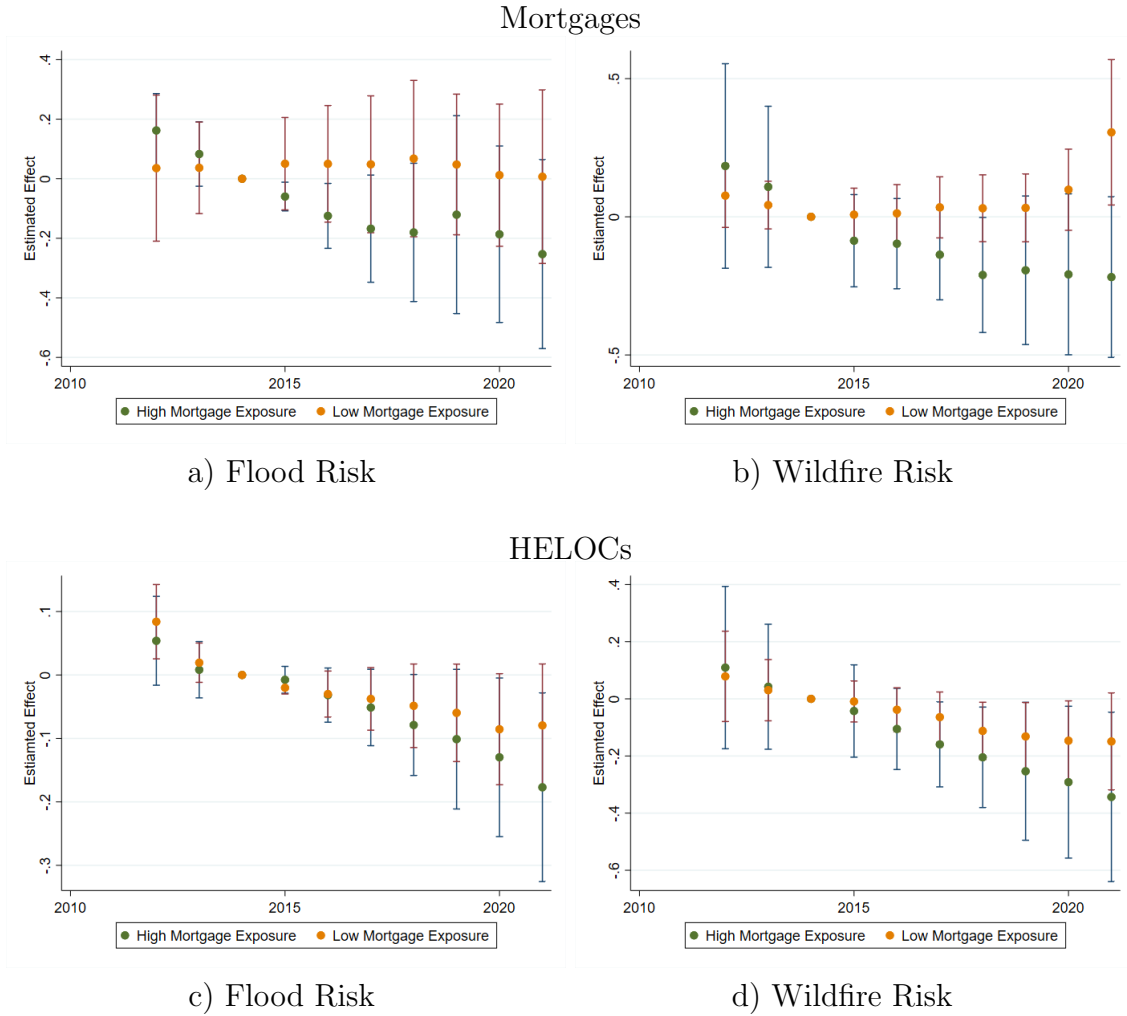 Mortgages
.4
.2
0
-.2
-.4
-.6
Estimated Effect
2010
2015
2020
High Mortgage Exposure
Low Mortgage Exposure
a) Flood Risk
.5
0
-.5
Estiamted Effect
2010
2015
2020
High Mortgage Exposure
Low Mortgage Exposure
b) Wildfire Risk
HELOCs
.1
0
-.1
-.2
-.3
Estiamted Effect
2010
2015
2020
High Mortgage Exposure
Low Mortgage Exposure
c) Flood Risk
.4
.2
0
-.2
-.4
-.6
Estiamted Effect
2010
2015
2020
High Mortgage Exposure
Low Mortgage Exposure
d) Wildfire Risk